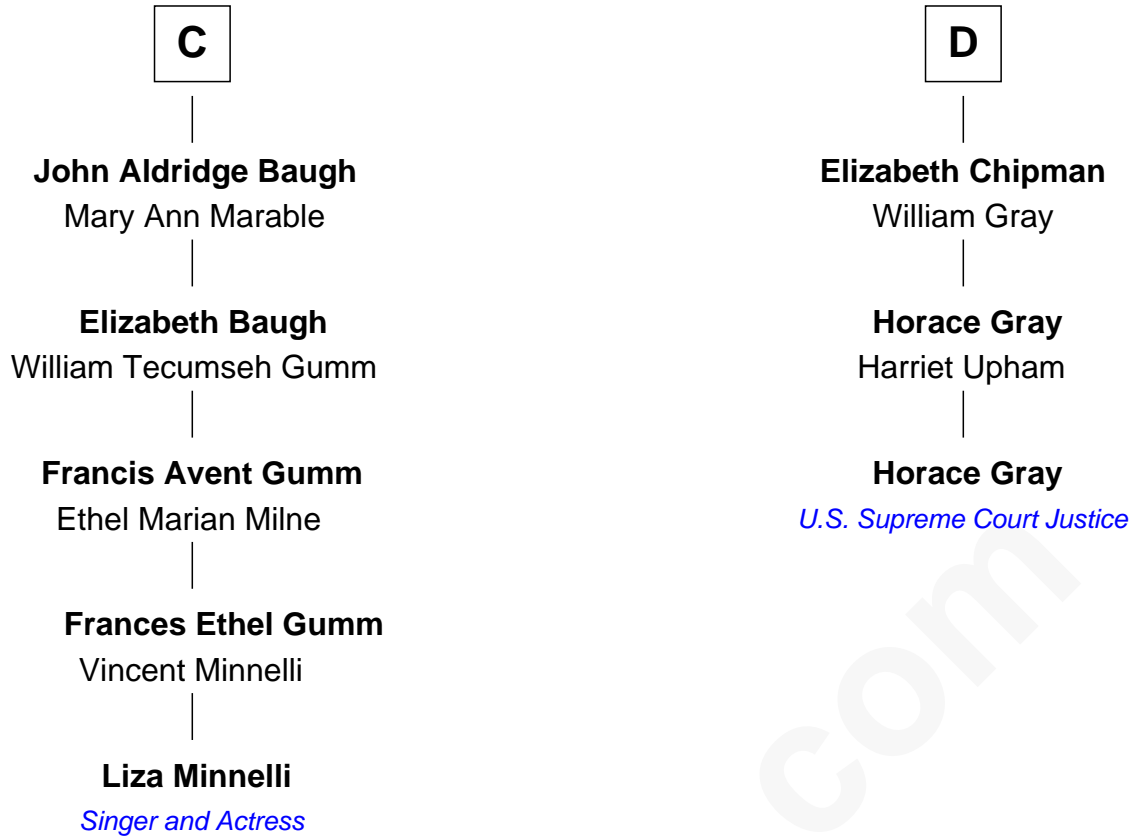 C
John Aldridge Baugh
Mary Ann Marable
Elizabeth Baugh
William Tecumseh Gumm
Francis Avent Gumm
Ethel Marian Milne
Frances Ethel Gumm
Vincent Minnelli
Liza Minnelli
Singer and Actress
D
Elizabeth Chipman
William Gray
Horace Gray
Harriet Upham
Horace Gray
U.S. Supreme Court Justice
com